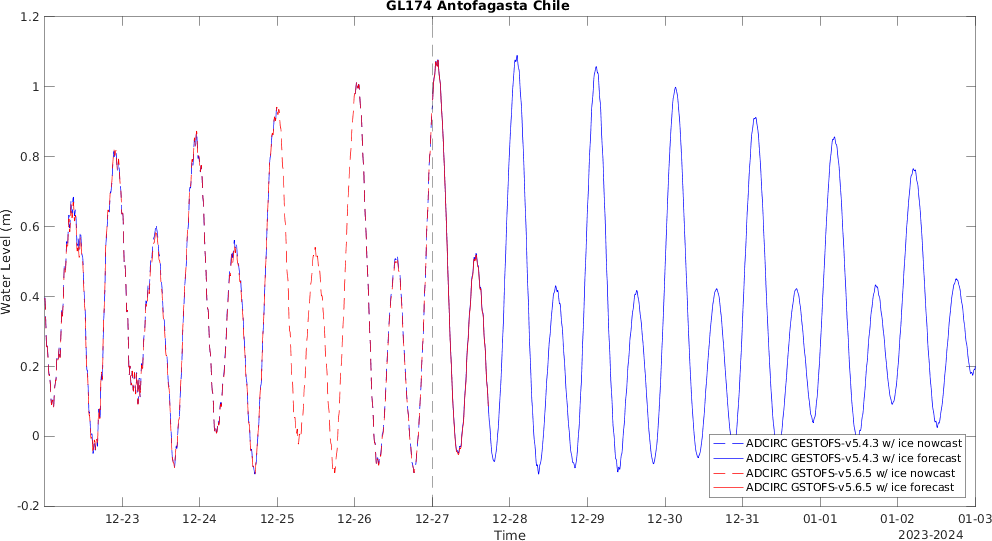 GL174 Antofagasta Chile
1.2
1
0.8
0.6
0.4
0.2
0
-0.2
Water Level (m)
ADCIRC GESTOFS-v5.4.3 w/ ice nowcast
ADCIRC GESTOFS-v5.4.3 w/ ice forecast
ADCIRC GSTOFS-v5.6.5 w/ ice nowcast
ADCIRC GSTOFS-v5.6.5 w/ ice forecast
12-23 12-24 12-25 12-26 12-27 12-28 12-29 12-30 12-31 01-01 01-02 01-03
Time
2023-2024